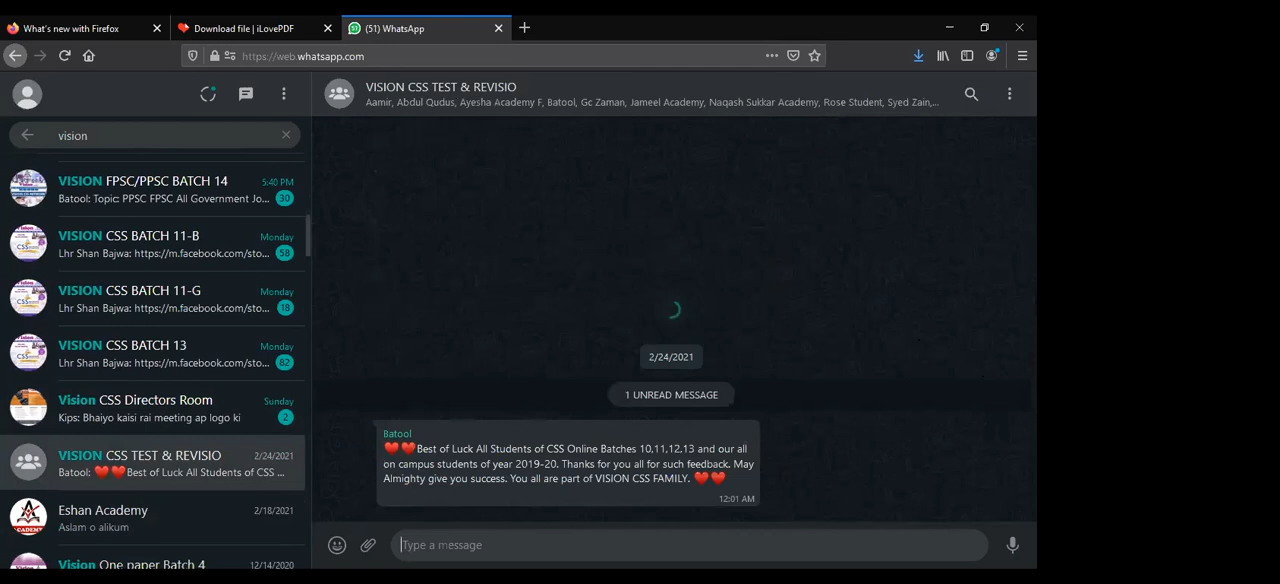 What's new with Firefox
Download file | iLovePDF
(51) WhatsApp
https://web.whatsapp.com
vision
VISION CSS TEST & REVISIO
Aamir, Abdul Qudus, Ayesha Academy F, Batool, Gc Zaman, Jameel Academy, Naqash Sukkar Academy, Rose Student, Syed Zain,...
VISION FPSC/PPSC BATCH 14 5:40 PM
Batool: Topic: PPSC FPSC All Government Jo... 30
VISION CSS BATCH 11-B Monday
Lhr Shan Bajwa: https://m.facebook.com/sto... 58
VISION CSS BATCH 11-G Monday
Lhr Shan Bajwa: https://m.facebook.com/sto... 18
VISION CSS BATCH 13 Monday
Lhr Shan Bajwa: https://m.facebook.com/sto... 82
Vision CSS Directors Room Sunday
Kips: Bhaiyo kaisi rai meeting ap logo ki 2
VISION CSS TEST & REVISIO 2/24/2021
Batool: ❤️❤️Best of Luck All Students of CSS ...
Eshan Academy 2/18/2021
Aslam o alikum
VISION One paper Batch 4 12/14/2020
2/24/2021
1 UNREAD MESSAGE
Batool
❤️❤️Best of Luck All Students of CSS Online Batches 10,11,12,13 and our all
on campus students of year 2019-20. Thanks for you all for such feedback. May
Almighty give you success. You all are part of VISION CSS FAMILY. ❤️❤️
12:01 AM
Type a message